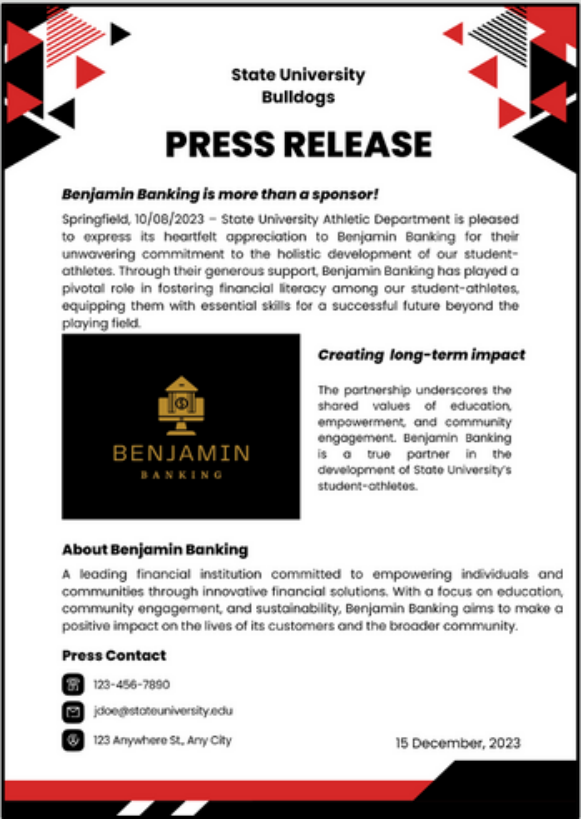 State University
Bulldogs
PRESS RELEASE
Benjamin Banking is more than a sponsor!
Springfield, 10/08/2023 – State University Athletic Department is pleased
to express its heartfelt appreciation to Benjamin Banking for their
unwavering commitment to the holistic development of our student-
athletes. Through their generous support, Benjamin Banking has played a
pivotal role in fostering financial literacy among our student-athletes,
equipping them with essential skills for a successful future beyond the
playing field.
BENJAMIN
BANKING
Creating long-term impact
The partnership underscores the
shared values of education,
empowerment, and community
engagement. Benjamin Banking
is a true partner in the
development of State University's
student-athletes.
About Benjamin Banking
A leading financial institution committed to empowering individuals and
communities through innovative financial solutions. With a focus on education,
community engagement, and sustainability, Benjamin Banking aims to make a
positive impact on the lives of its customers and the broader community.
Press Contact
123-456-7890
jdoe@stateuniversity.edu
123 Anywhere St., Any City
15 December, 2023